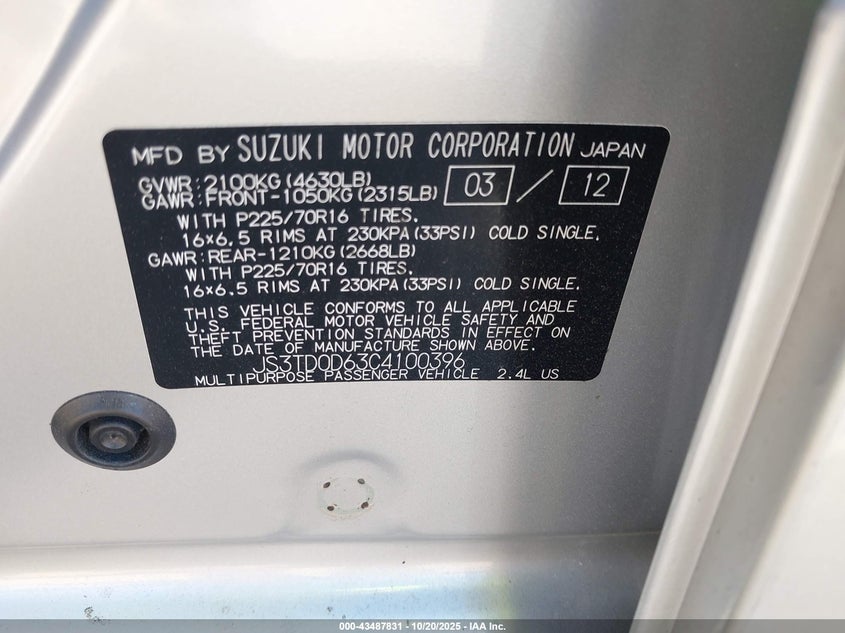 MFD BY SUZUKI MOTOR CORPORATION JAPAN
GVWR:2100KG(4630LB)
GAWR:FRONT-1050KG(2315LB) 03 / 12
WITH P225/70R16 TIRES.
16x6.5 RIMS AT 230KPA(33PSI) COLD SINGLE.
GAWR:REAR-1210KG(2668LB)
WITH P225/70R16 TIRES.
16x6.5 RIMS AT 230KPA(33PSI) COLD SINGLE.
THIS VEHICLE CONFORMS TO ALL APPLICABLE
U.S. FEDERAL MOTOR VEHICLE SAFETY AND
THEFT PREVENTION STANDARDS IN EFFECT ON
THE DATE OF MANUFACTURE SHOWN ABOVE.
JS3TD0D63C4100396
MULTIPURPOSE PASSENGER VEHICLE 2.4L US
000-43487831 - 10/20/2025 - IAA Inc.